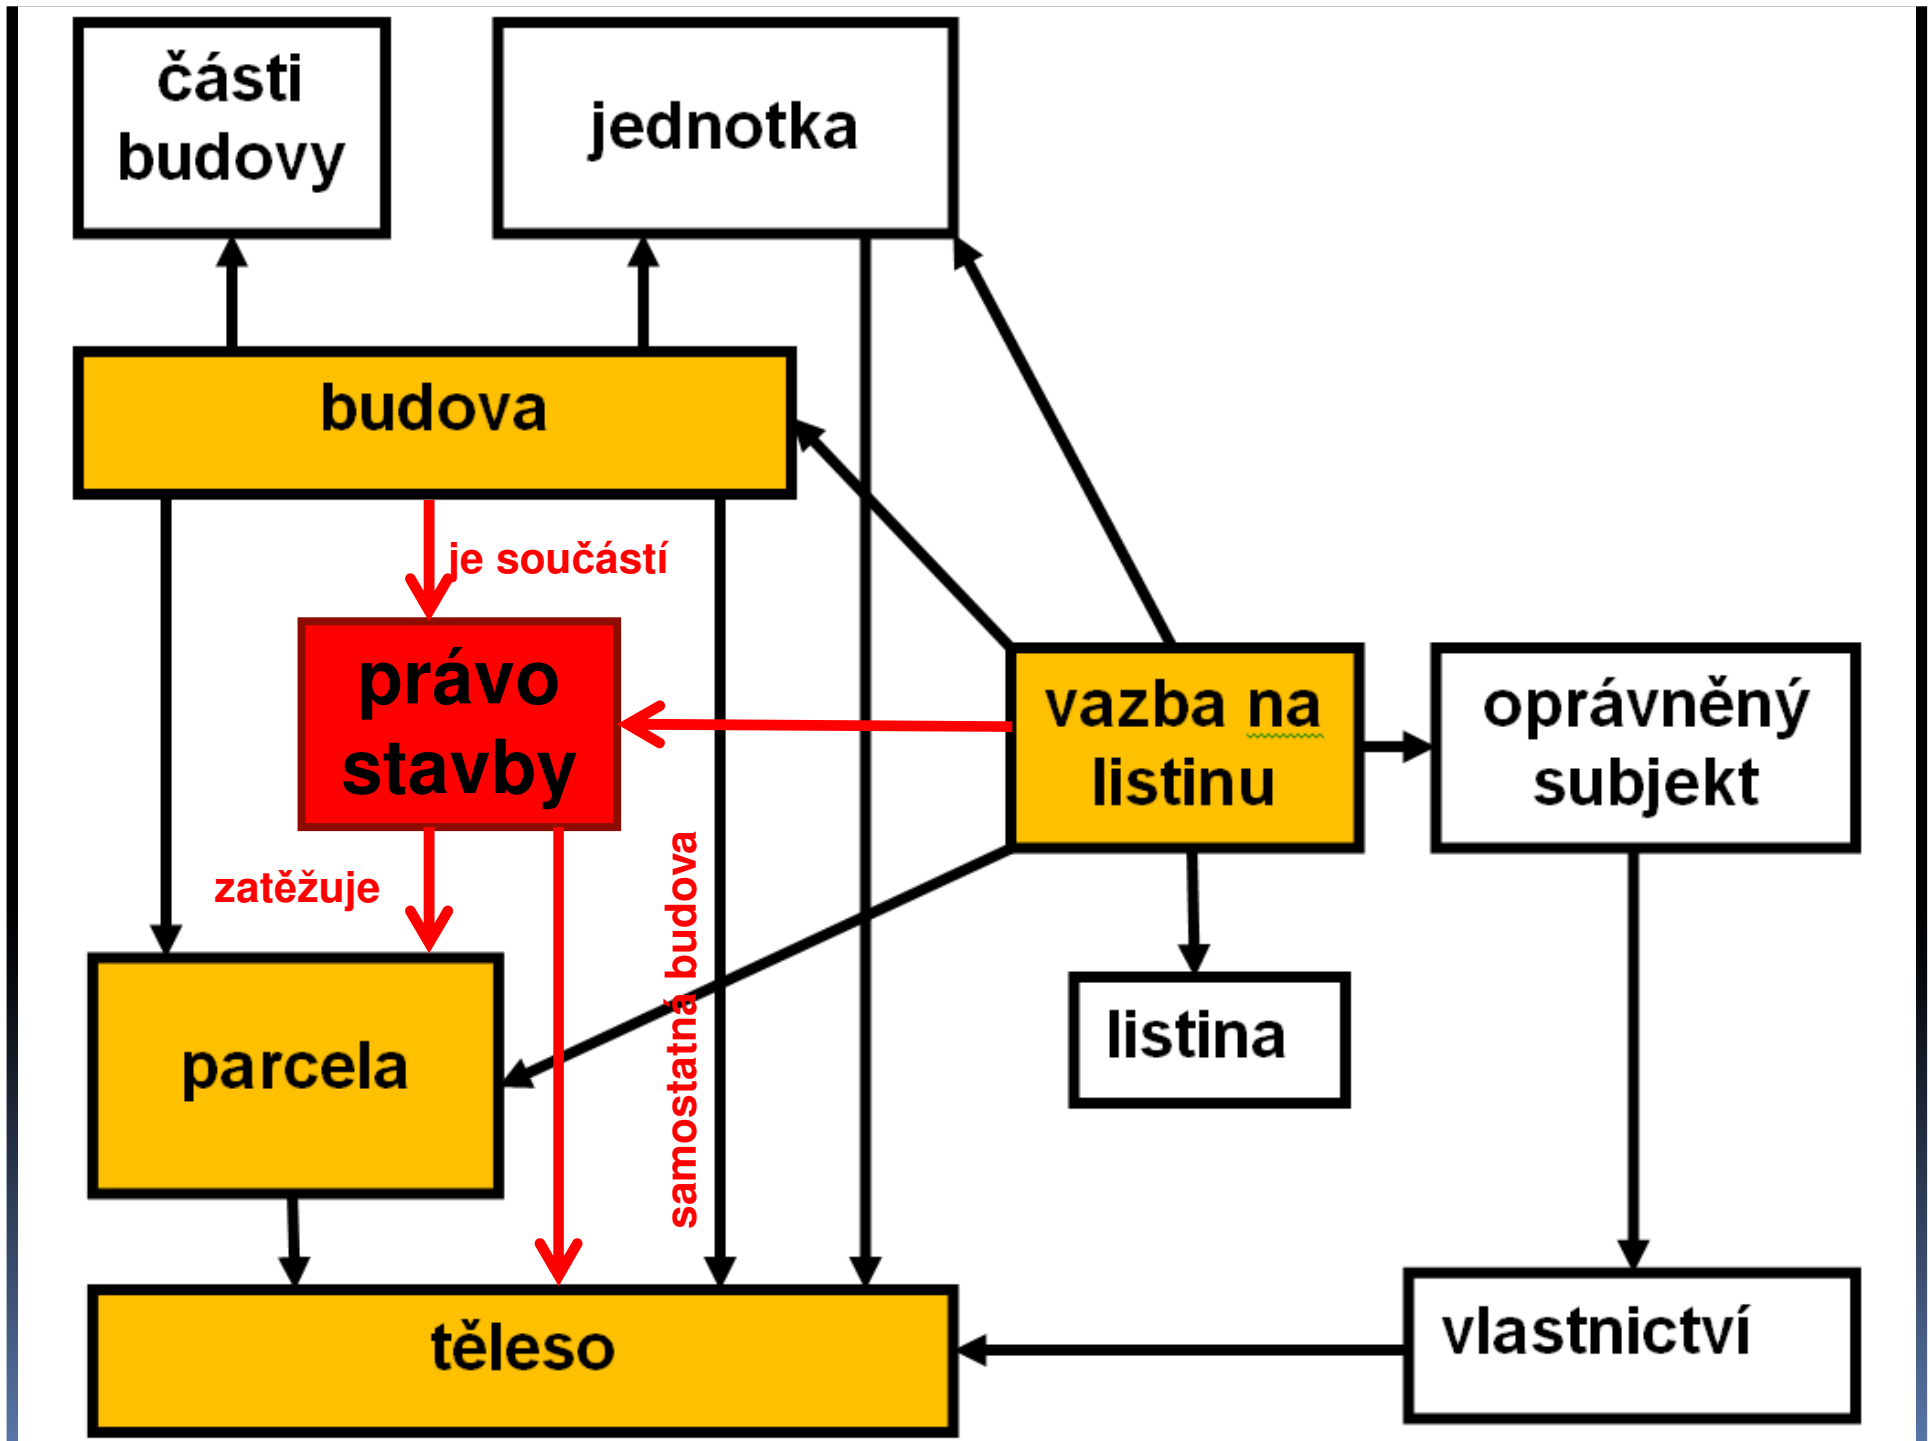 části
budovy
jednotka
budova
je součástí
právo
stavby
vazba na
listinu
oprávněný
subjekt
zatěžuje
samostatná budova
parcela
listina
těleso
vlastnictví